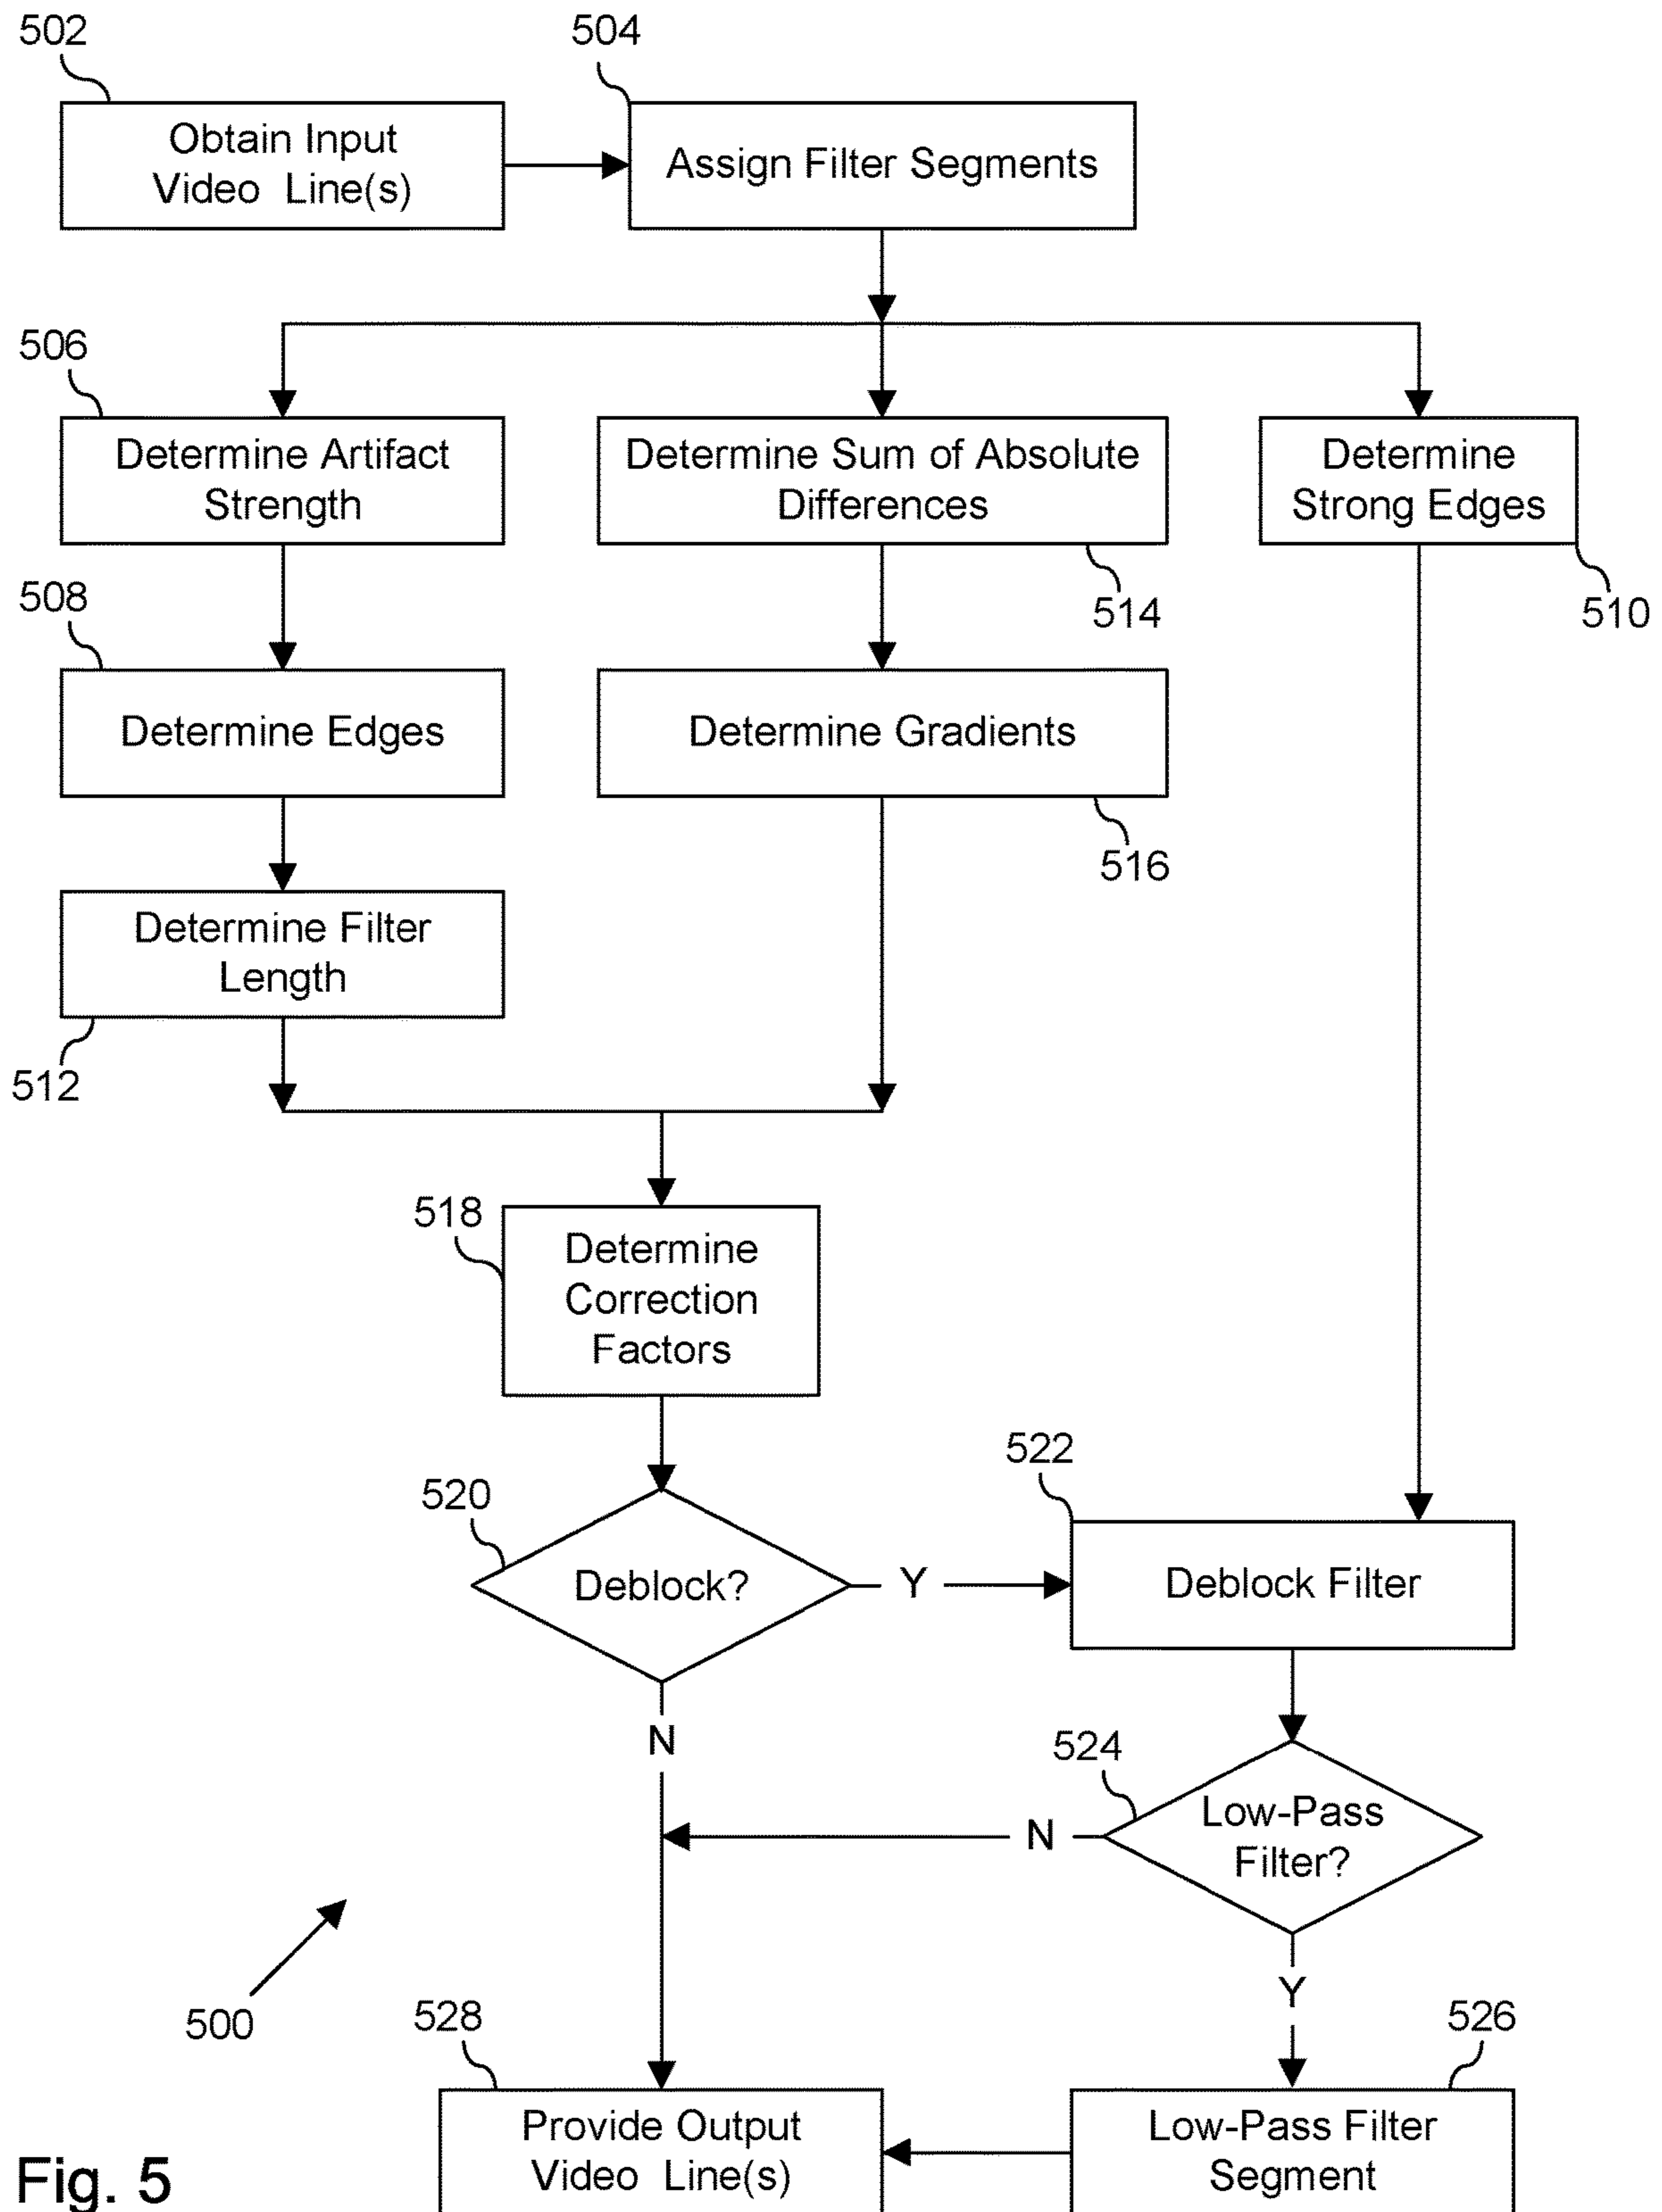 502
504
Obtain Input
Video Line(s)
Assign Filter Segments
506
Determine Artifact
Strength
Determine Sum of Absolute
Differences
Determine
Strong Edges
508
514
510
Determine Edges
Determine Gradients
516
Determine Filter
Length
512
518
Determine
Correction
Factors
522
520
Deblock?
Y
Deblock Filter
N
524
Low-Pass
Filter?
N
Y
500
528
526
Provide Output
Video Line(s)
Low-Pass Filter
Segment
Fig. 5